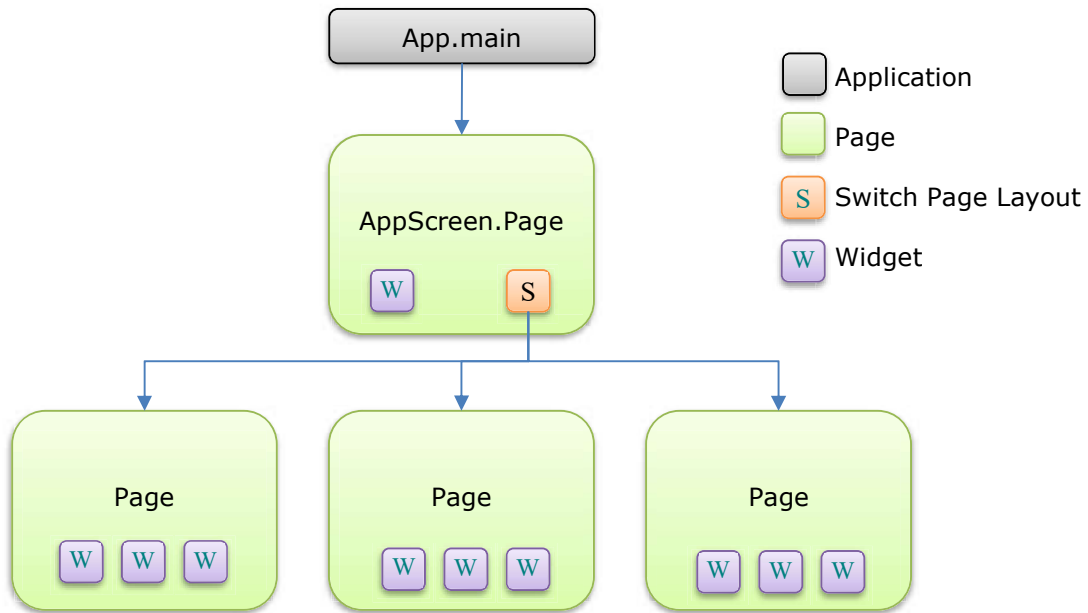 App.main
Application
Page
AppScreen.Page
S Switch Page Layout
W Widget
W S
Page Page Page
W W W W W W W W W